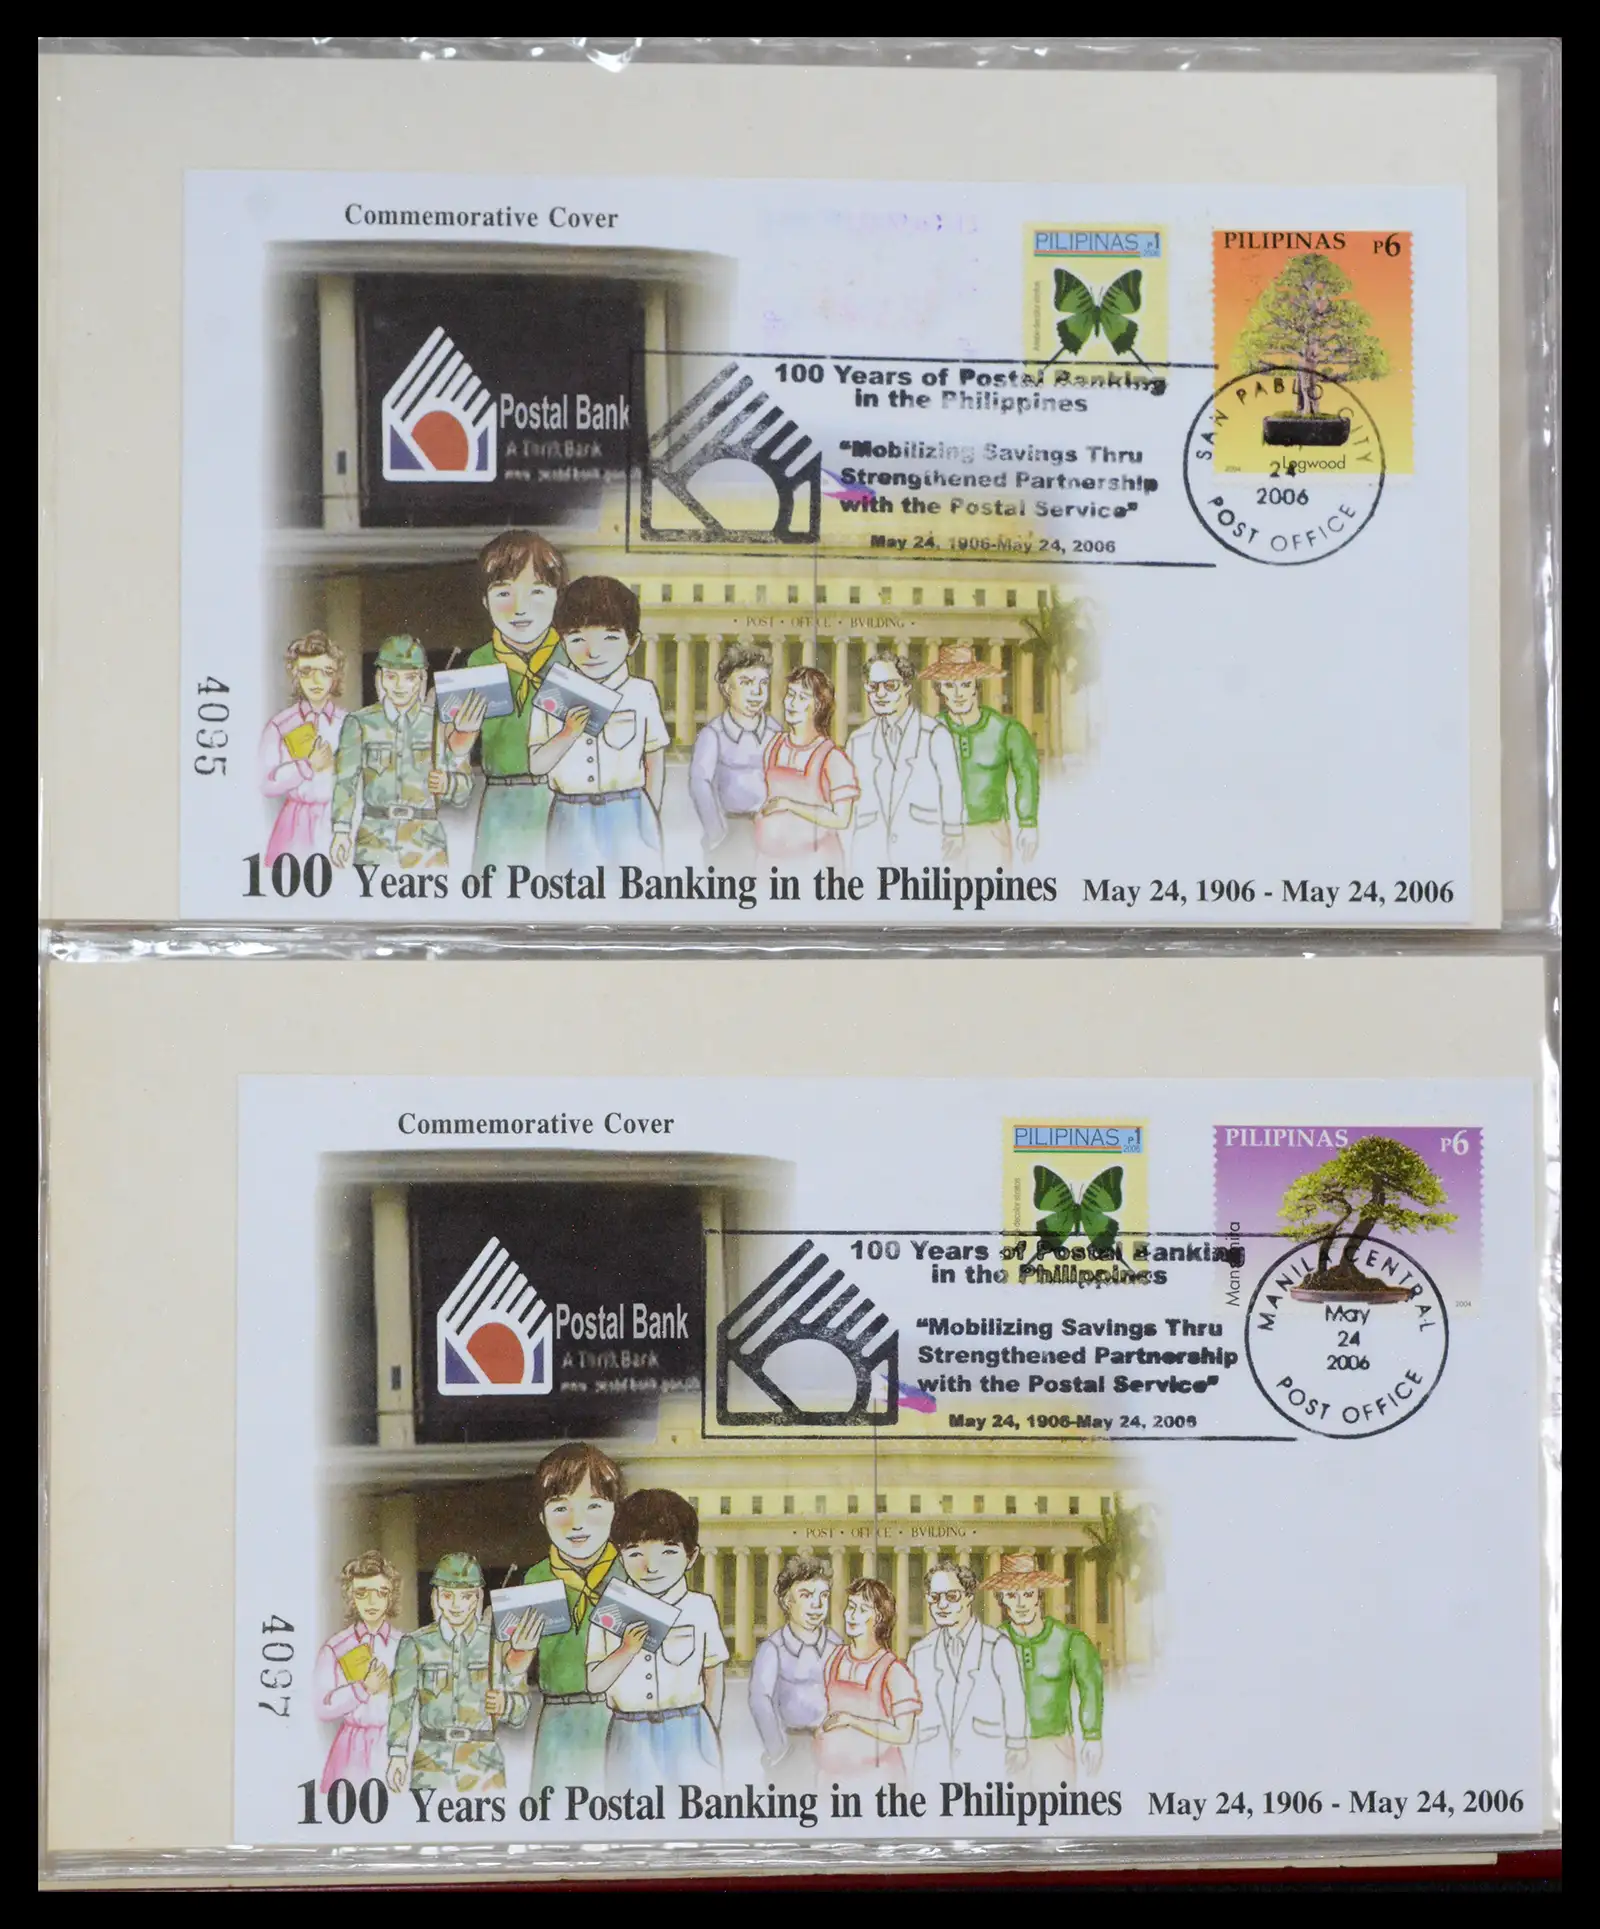 Commemorative Cover
PILIPINAS P1
2006
PILIPINAS P6
Postal Bank
A Thrift Bank
100 Years of Postal Banking
in the Philippines
"Mobilizing Savings Thru
Strengthened Partnership
with the Postal Service"
May 24, 1906-May 24, 2006
2004
Logwood
SAN PABLO CITY
24
2006
POST OFFICE
• POST • OFFICE • BVILDING •
4095
100 Years of Postal Banking in the Philippines May 24, 1906 - May 24, 2006
Commemorative Cover
PILIPINAS P1
2006
PILIPINAS P6
2004
Postal Bank
A Thrift Bank
100 Years of Postal Banking
in the Philippines
"Mobilizing Savings Thru
Strengthened Partnership
with the Postal Service"
May 24, 1906-May 24, 2006
MANILA CENTRAL
May
24
2006
POST OFFICE
• POST • OFFICE • BVILDING •
4097
100 Years of Postal Banking in the Philippines May 24, 1906 - May 24, 2006